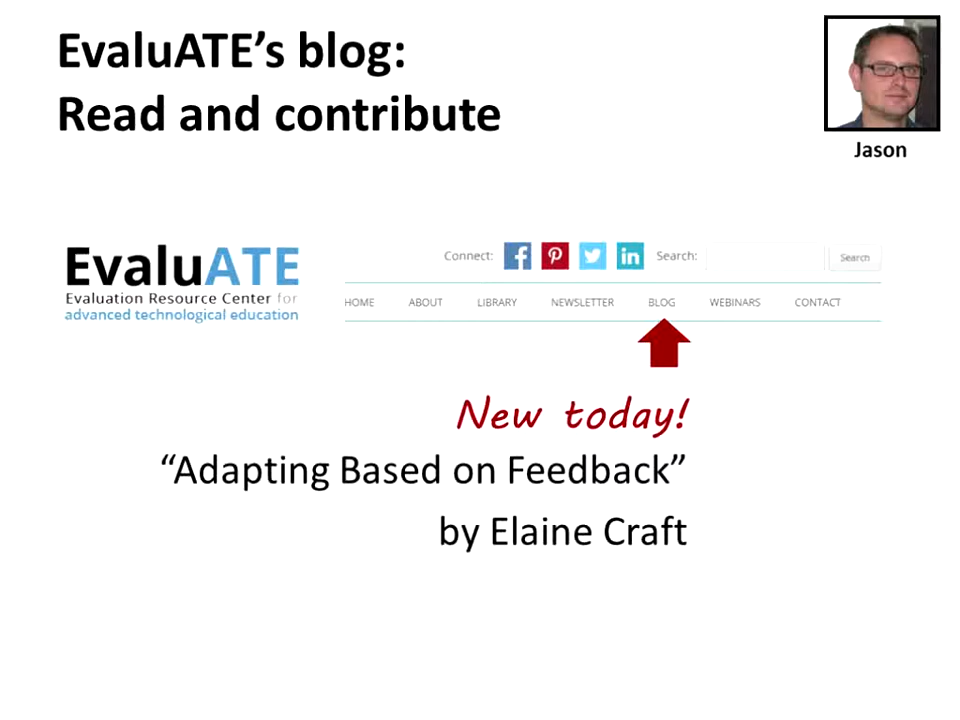 EvaluATE’s blog:
Read and contribute
Jason
EvaluATE
Evaluation Resource Center for
advanced technological education
Connect:
Search:
Search
HOME ABOUT LIBRARY NEWSLETTER BLOG WEBINARS CONTACT
New today!
“Adapting Based on Feedback”
by Elaine Craft